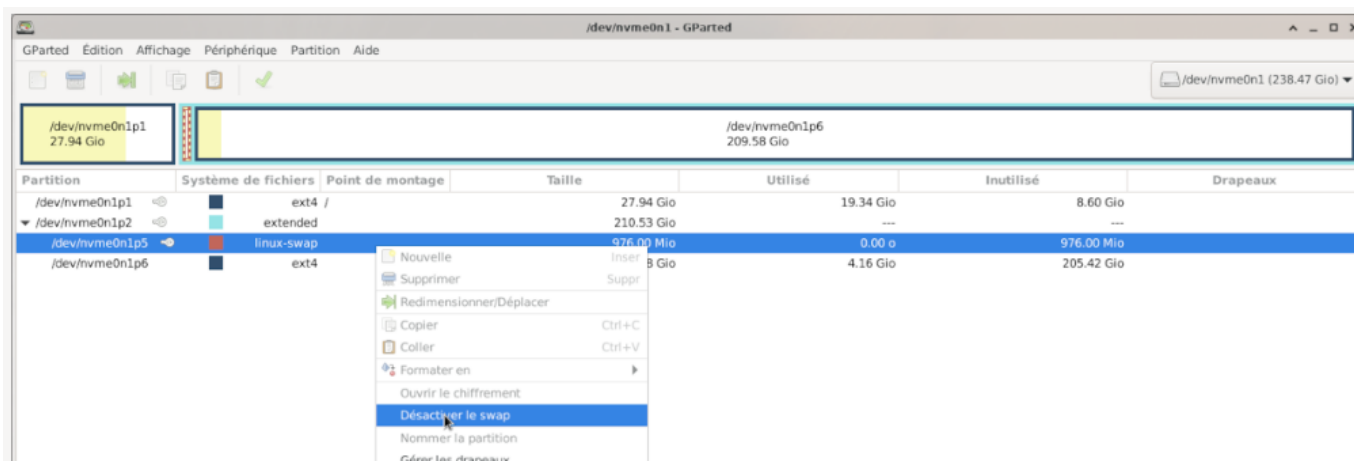 /dev/nvme0n1 - GParted
GParted Édition Affichage Périphérique Partition Aide
/dev/nvme0n1 (238.47 Gio)
/dev/nvme0n1p1
27.94 Gio
/dev/nvme0n1p6
209.58 Gio
Partition Système de fichiers Point de montage Taille Utilisé Inutilisé Drapeaux
/dev/nvme0n1p1 ext4 / 27.94 Gio 19.34 Gio 8.60 Gio
/dev/nvme0n1p2 extended 210.53 Gio --- ---
/dev/nvme0n1p5 linux-swap 976.00 Mio 0.00 o 976.00 Mio
/dev/nvme0n1p6 ext4 8 Gio 4.16 Gio 205.42 Gio
Nouvelle Inser
Supprimer Suppr
Redimensionner/Déplacer
Copier Ctrl+C
Coller Ctrl+V
Formater en
Ouvrir le chiffrement
Désactiver le swap
Nommer la partition
Gérer les drapeaux